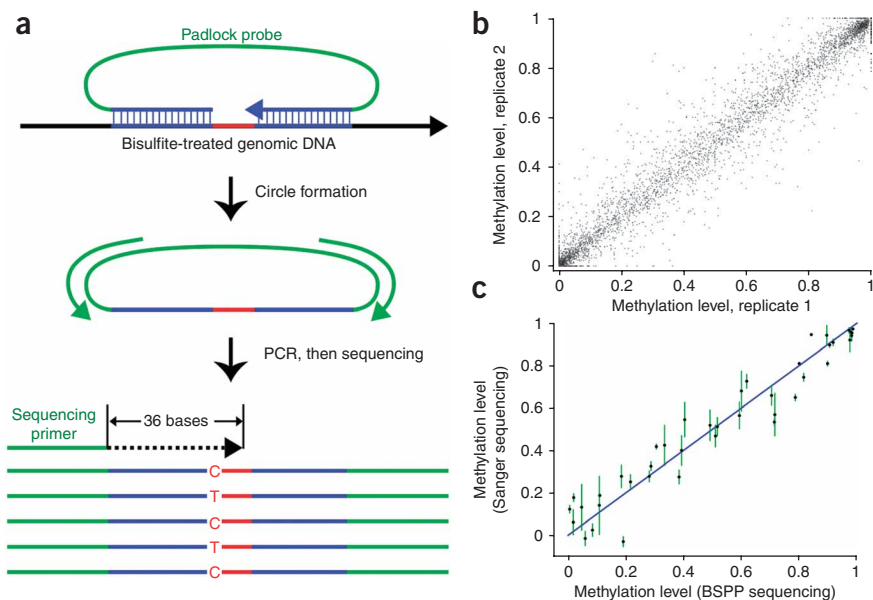 a
Padlock probe
Bisulfite-treated genomic DNA
Circle formation
PCR, then sequencing
Sequencing
primer
36 bases
C
T
C
T
C
b
Methylation level, replicate 2
1
0.8
0.6
0.4
0.2
0
0
0.2
0.4
0.6
0.8
1
Methylation level, replicate 1
c
Methylation level
(Sanger sequencing)
1
0.8
0.6
0.4
0.2
0
0
0.2
0.4
0.6
0.8
1
Methylation level (BSPP sequencing)